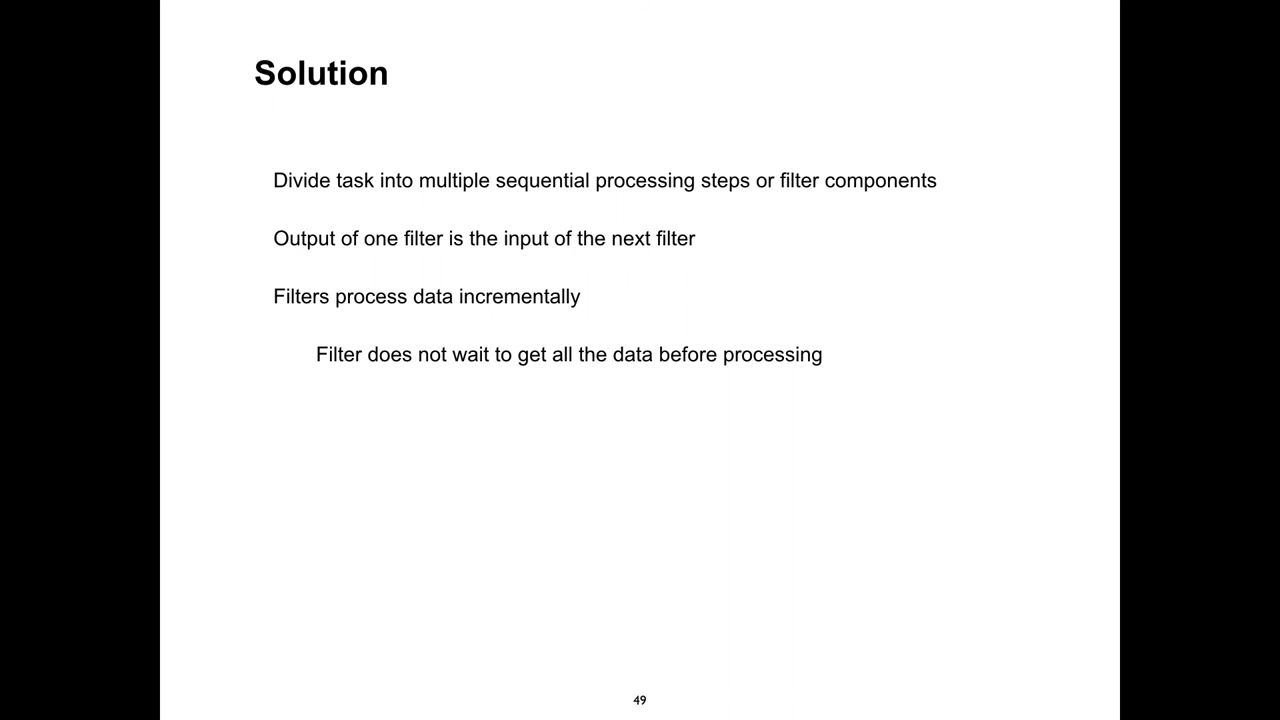 Solution
Divide task into multiple sequential processing steps or filter components
Output of one filter is the input of the next filter
Filters process data incrementally
Filter does not wait to get all the data before processing
49